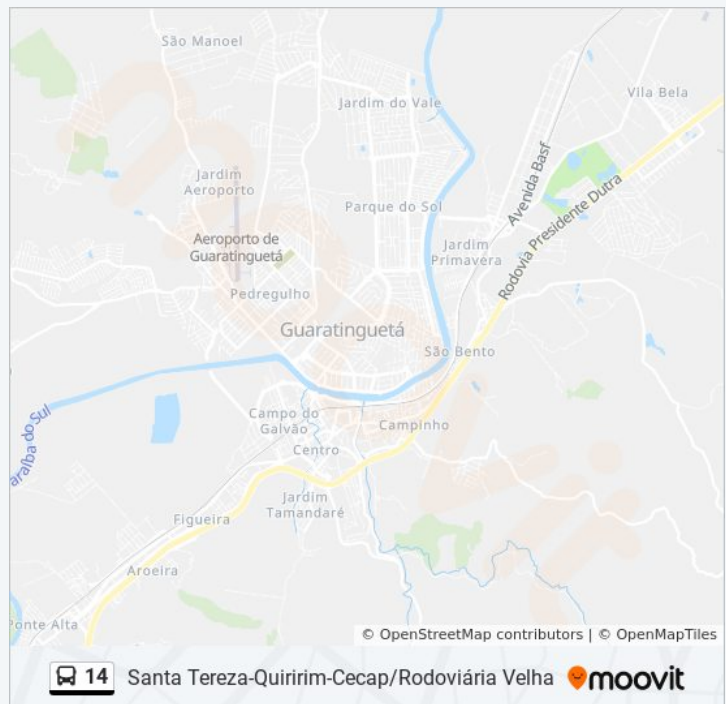 São Manoel
Jardim do Vale
Vila Bela
Avenida Basf
Jardim
Aeroporto
Parque do Sol
Rodovia Presidente Dutra
Aeroporto de
Guaratinguetá
Jardim
Primavera
Pedregulho
Guaratinguetá
São Bento
Campo do
Galvão
Campinho
araíba do Sul
Centro
Jardim
Tamandaré
Figueira
Aroeira
Ponte Alta
© OpenStreetMap contributors | © OpenMapTiles
14 Santa Tereza-Quiririm-Cecap/Rodoviária Velha moovit